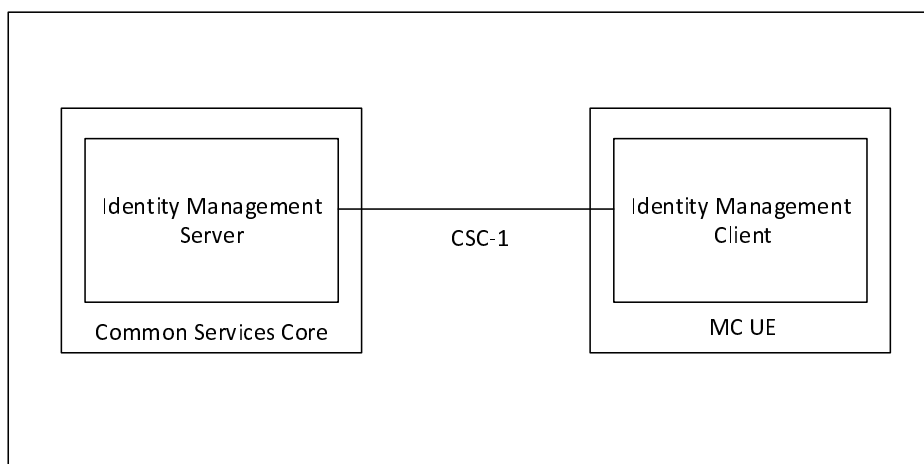 Identity Management
Server
Common Services Core
CSC-1
Identity Management
Client
MC UE